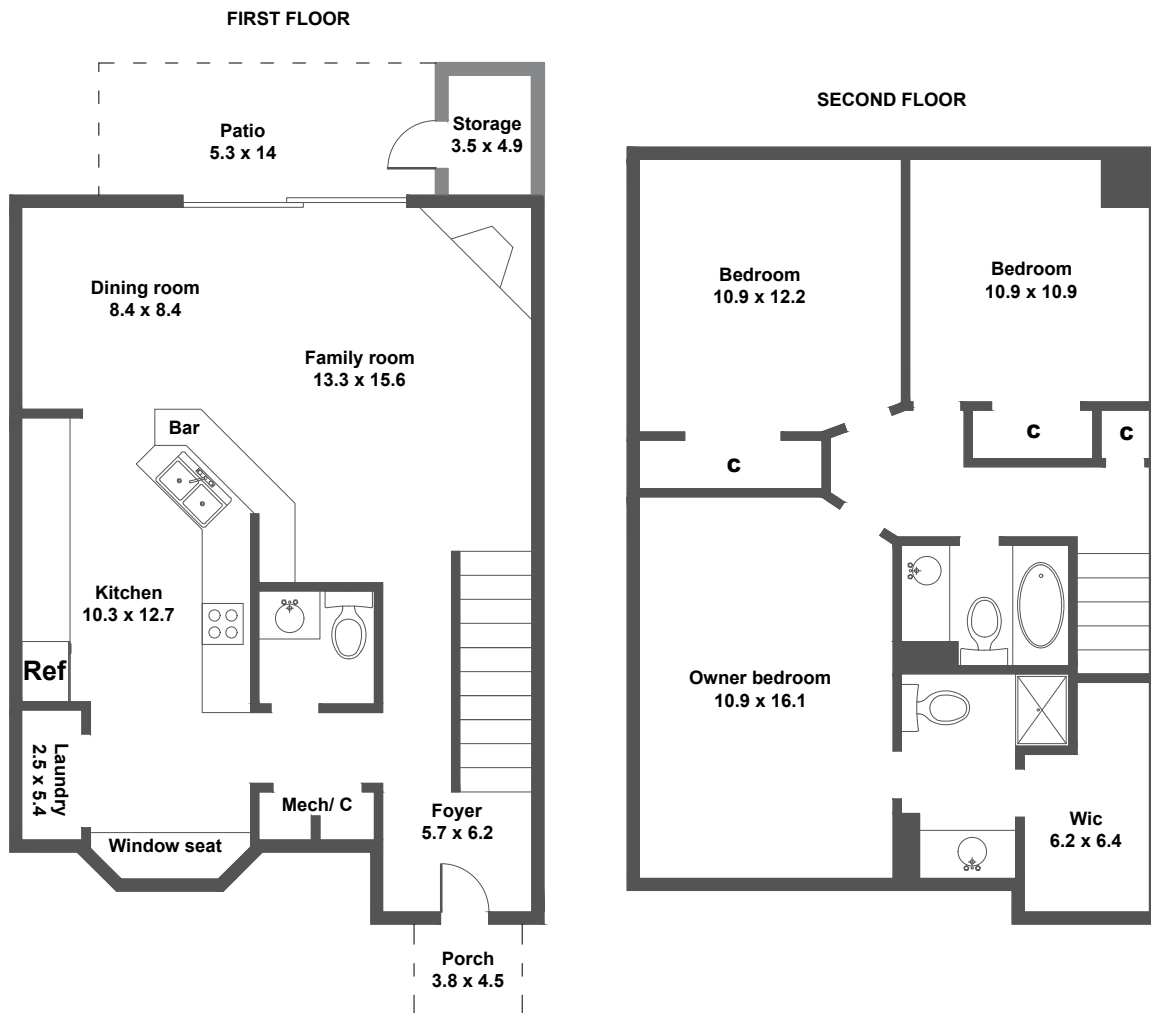 FIRST FLOOR
Patio
5.3 x 14
Storage
3.5 x 4.9
Dining room
8.4 x 8.4
Family room
13.3 x 15.6
Bar
Kitchen
10.3 x 12.7
Ref
Laundry
2.5 x 5.4
Mech/ C
Window seat
Foyer
5.7 x 6.2
Porch
3.8 x 4.5
SECOND FLOOR
Bedroom
10.9 x 12.2
Bedroom
10.9 x 10.9
C
C
C
Owner bedroom
10.9 x 16.1
Wic
6.2 x 6.4